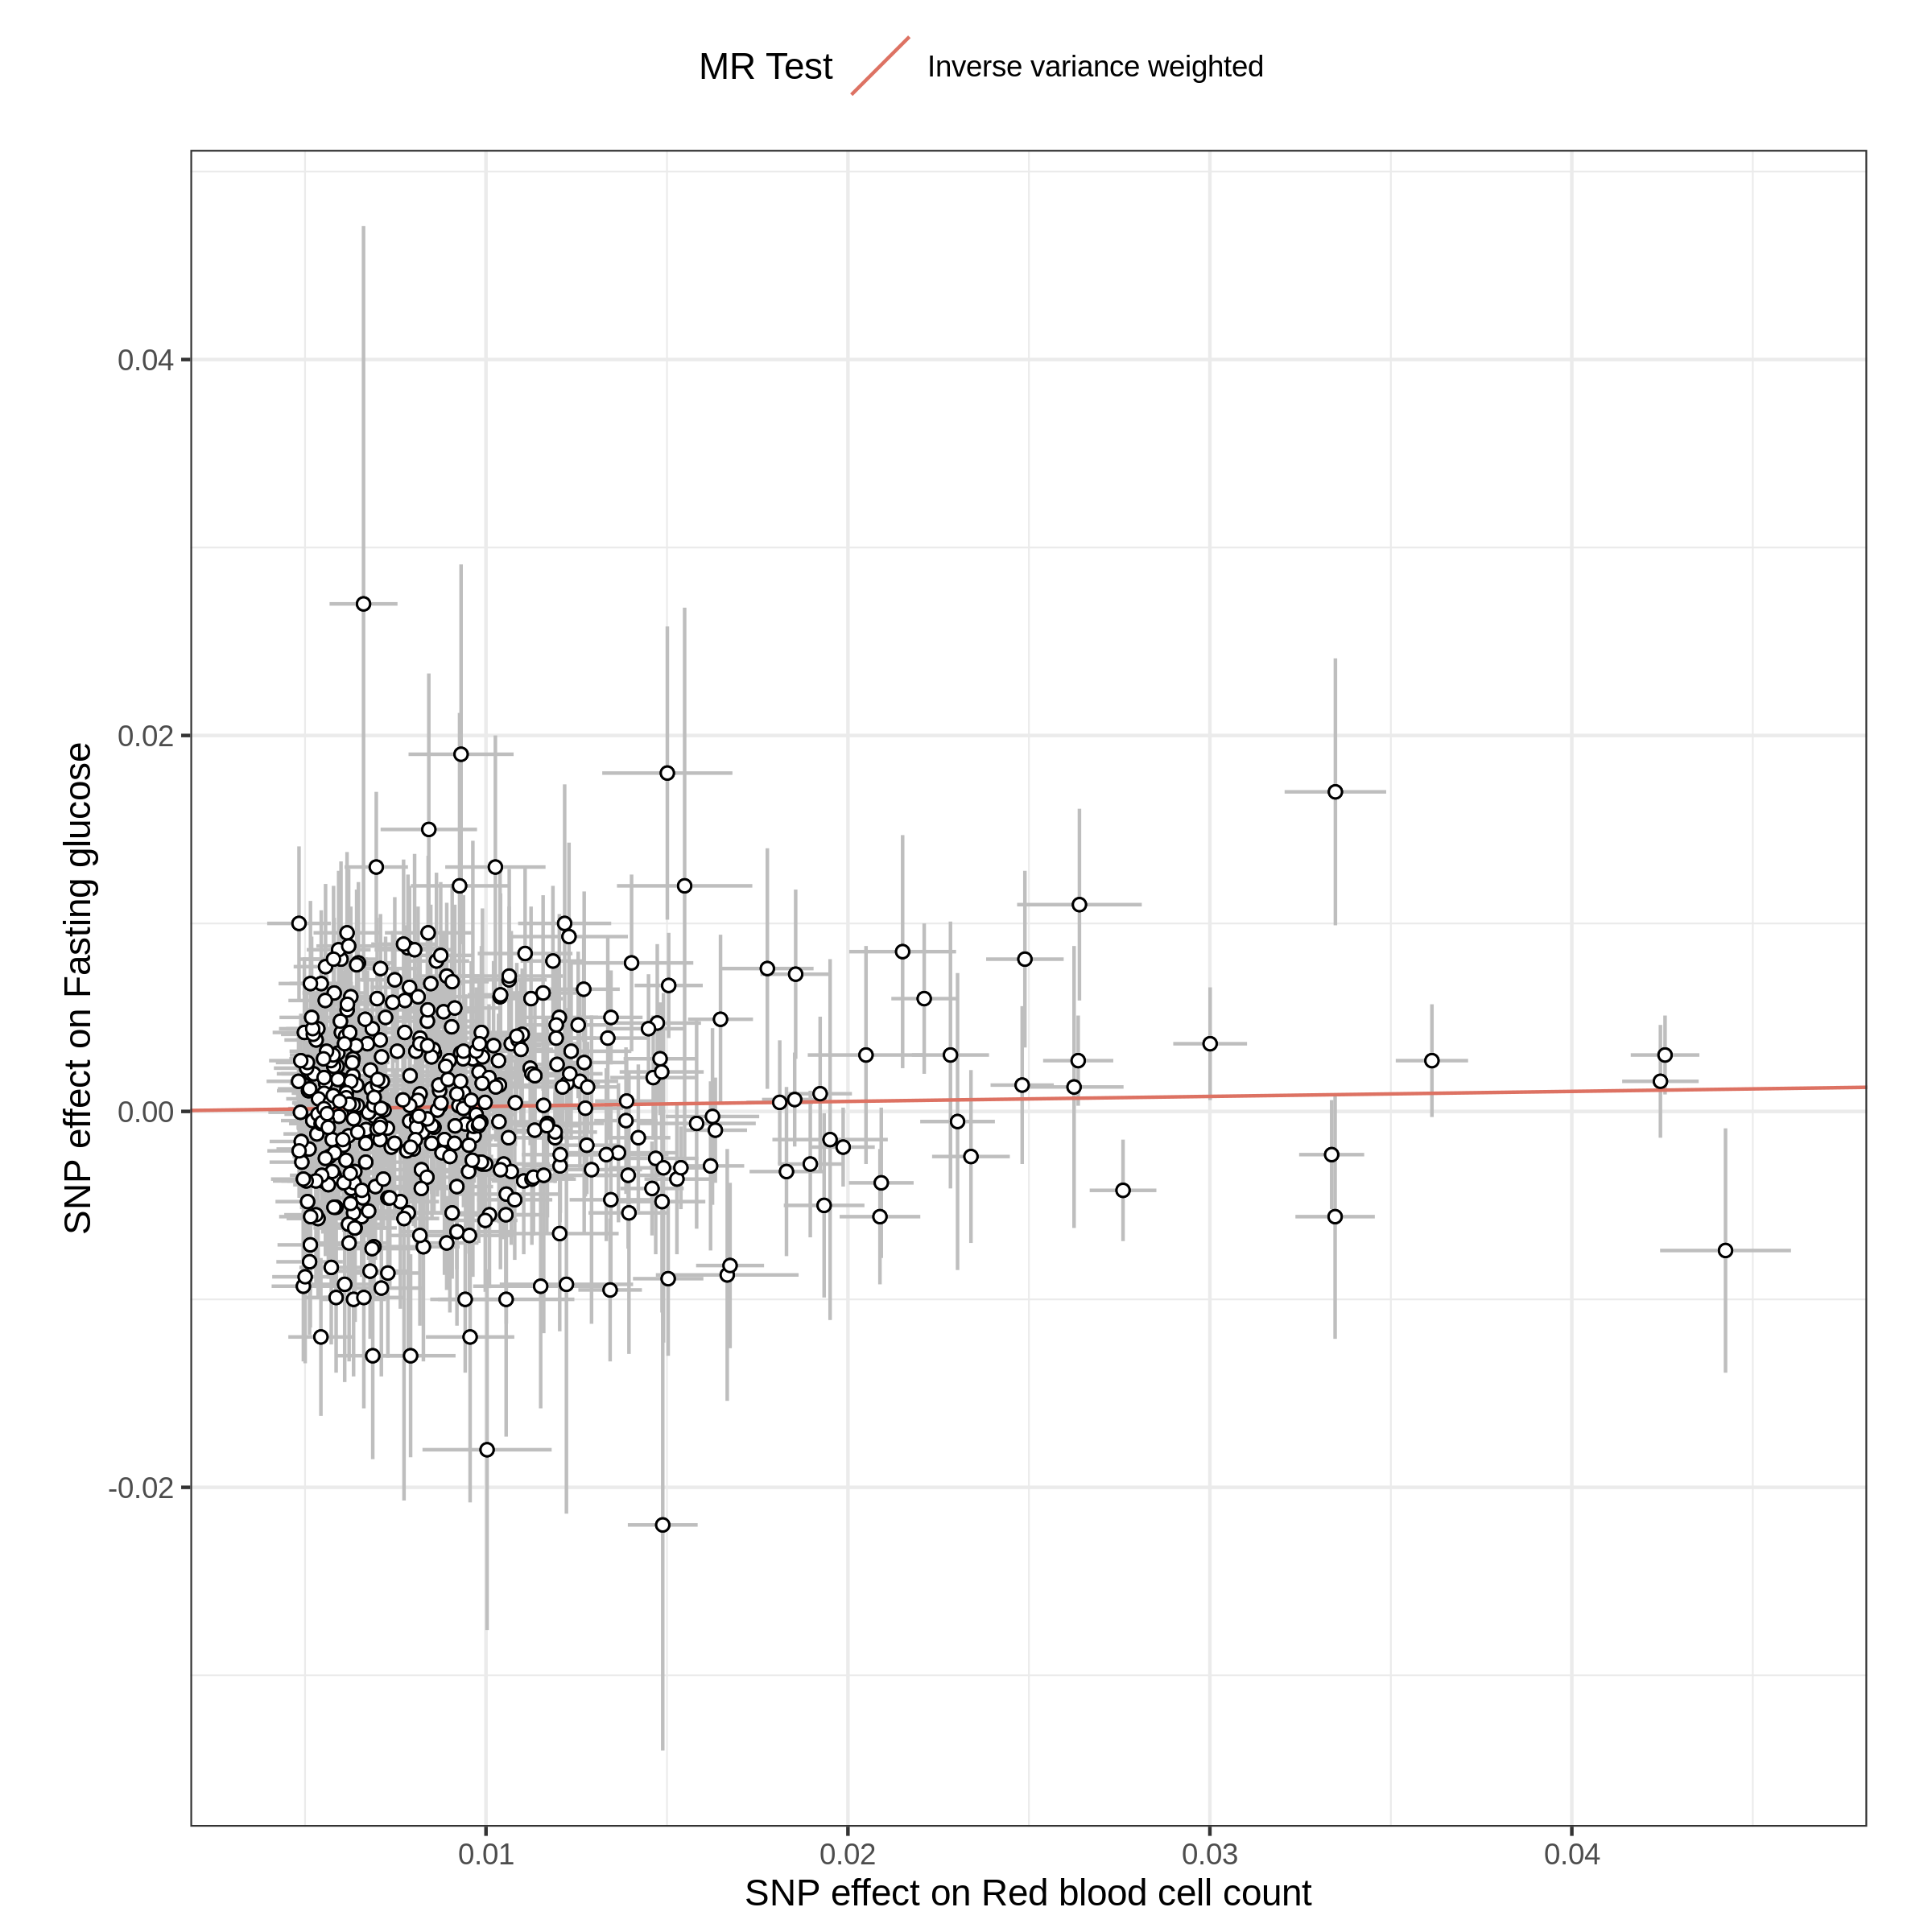 MR Test Inverse variance weighted
SNP effect on Fasting glucose
0.04
0.02
0.00
-0.02
0.01 0.02 0.03 0.04
SNP effect on Red blood cell count